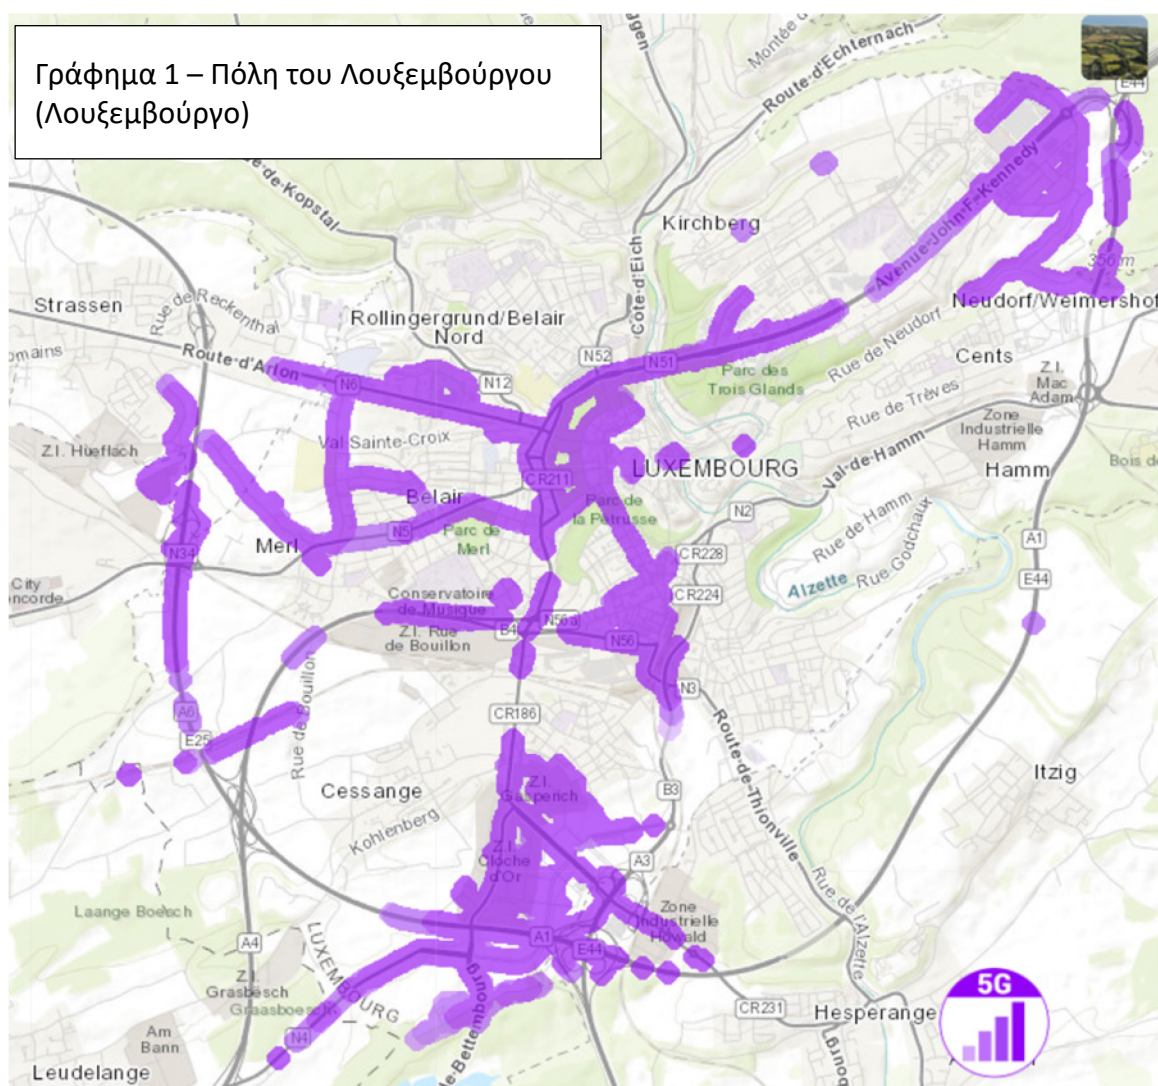 Γράφημα 1 – Πόλη του Λουξεμβούργου
(Λουξεμβούργο)
Route·d'Echternach
E44
Côte·d'Eich
Kirchberg
Avenue·John·F.·Kennedy
350 m
Strassen
Rue de Reckenthal
Rollingergrund/Belair
Nord
Neudorf/Weimershof
Route·d'Arlon
N52
N51
Parc des
Trois Glands
Rue de Neudorf
Cents
N6
N12
Z.I.
Mac
Adam
Rue de Trèves
Zone
Industrielle
Hamm
Val Sainte-Croix
Z.I. Hueflach
LUXEMBOURG
Val·de·Hamm
Hamm
CR211
Belair
Parc de
la Pétrusse
N2
N5
Parc de
Merl
Merl
N34
CR228
Rue de Hamm
Rue Godchaux
A1
Alzette
E44
City
Conservatoire
de Musique
CR224
N56a
B4
N56
Z.I. Rue
de Bouillon
Rue de Bouillon
N3
A6
CR186
E25
Route·de·Thionville
Itzig
Cessange
Z.I.
Gasperich
B3
Kohlenberg
Z.I.
Cloche
d'Or
A3
Rue de l'Alzette
Laange Boesch
LUXEMBOURG
Zone
Industrielle
Howald
A1
E44
A4
Z.I.
Grasbesch
Graasboesch
5G
CR231
Hesperange
N4
Am
Bann
Leudelange